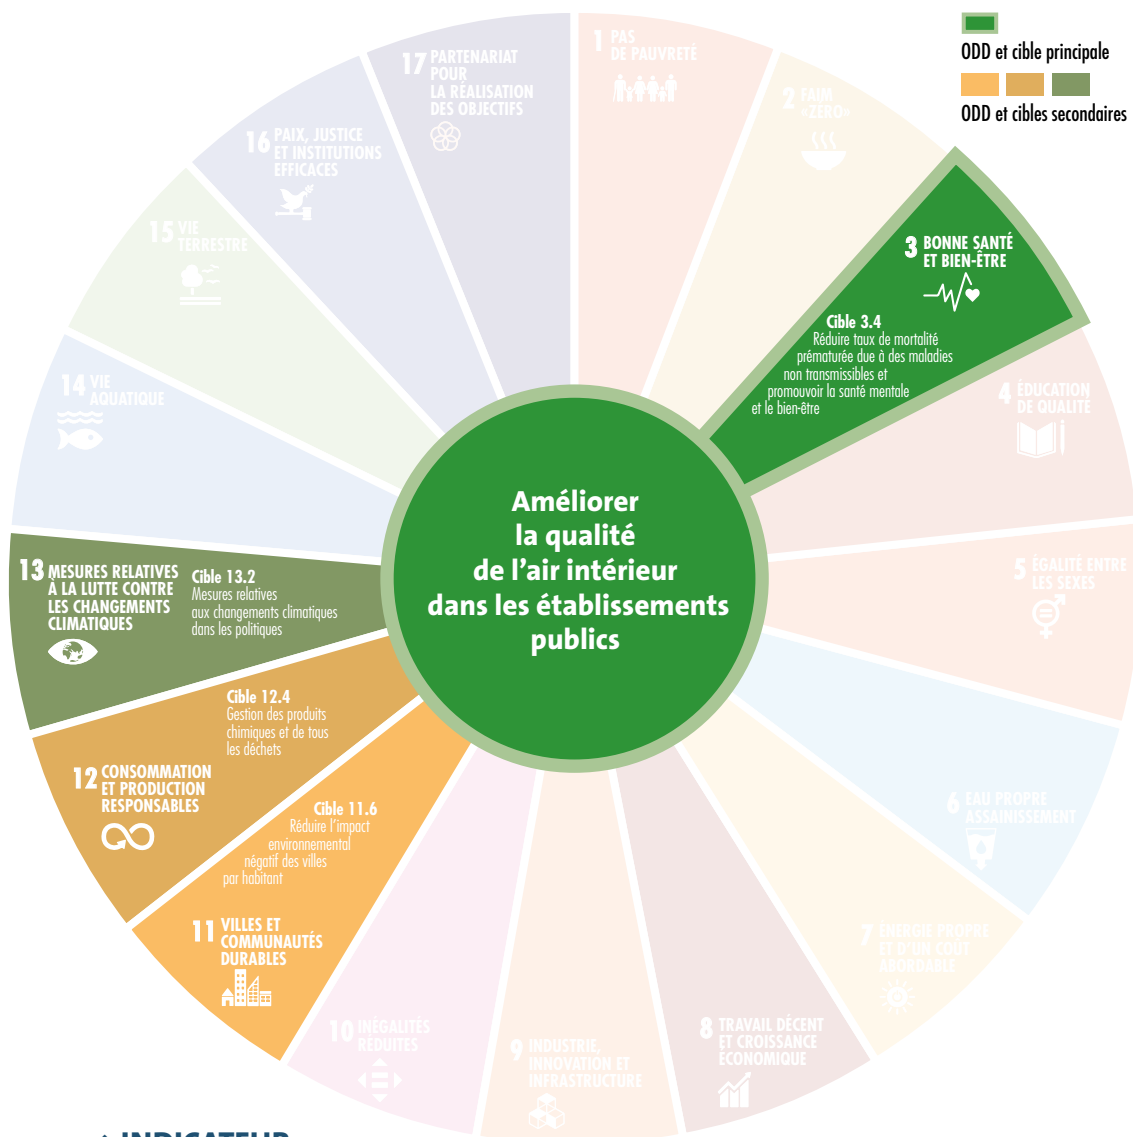 ODD et cible principale
ODD et cibles secondaires
1 PAS
DE PAUVRETÉ
2 FAIM
«ZERO»
3 BONNE SANTÉ
ET BIEN-ÊTRE
Cible 3.4
Réduire taux de mortalité
prématurée due à des maladies
non transmissibles et
promouvoir la santé mentale
et le bien-être
4 ÉDUCATION
DE QUALITÉ
5 ÉGALITÉ ENTRE
LES SEXES
6 EAU PROPRE
ASSAINISSEMENT
7 ÉNERGIE PROPRE
ET D'UN COÛT
ABORDABLE
8 TRAVAIL DÉCENT
ET CROISSANCE
ÉCONOMIQUE
9 INDUSTRIE,
INNOVATION ET
INFRASTRUCTURE
10 INÉGALITÉS
RÉDUITES
11 VILLES ET
COMMUNAUTÉS
DURABLES
Cible 11.6
Réduire l'impact
environnemental
négatif des villes
par habitant
12 CONSOMMATION
ET PRODUCTION
RESPONSABLES
Cible 12.4
Gestion des produits
chimiques et de tous
les déchets
13 MESURES RELATIVES
À LA LUTTE CONTRE
LES CHANGEMENTS
CLIMATIQUES
Cible 13.2
Mesures relatives
aux changements climatiques
dans les politiques
14 VIE
AQUATIQUE
15 VIE
TERRESTRE
16 PAIX, JUSTICE
ET INSTITUTIONS
EFFICACES
17 PARTENARIAT
POUR
LA RÉALISATION
DES OBJECTIFS
Améliorer
la qualité
de l'air intérieur
dans les établissements
publics
INDICATEUR